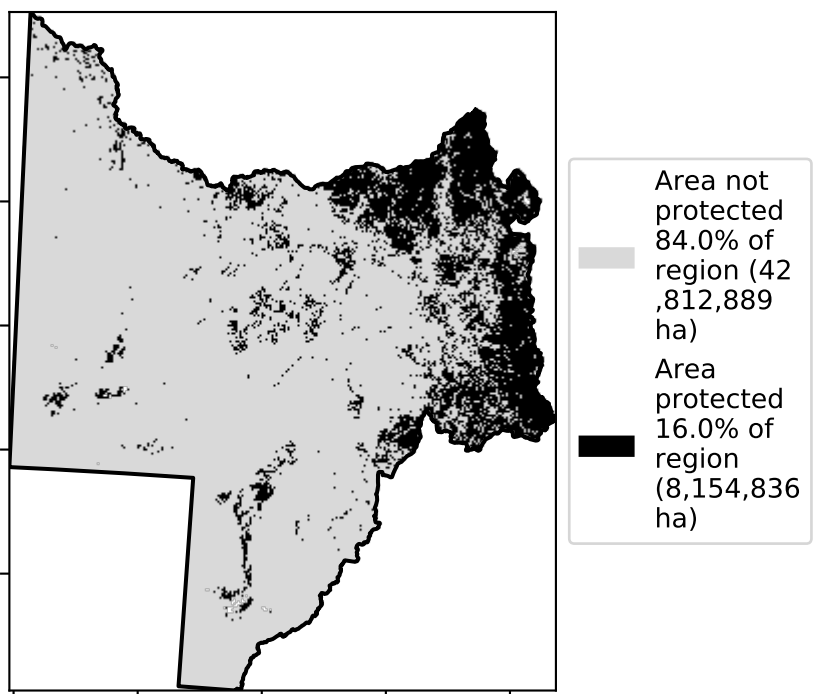 Area not
protected
84.0% of
region (42
,812,889
ha)
Area
protected
16.0% of
region
(8,154,836
ha)